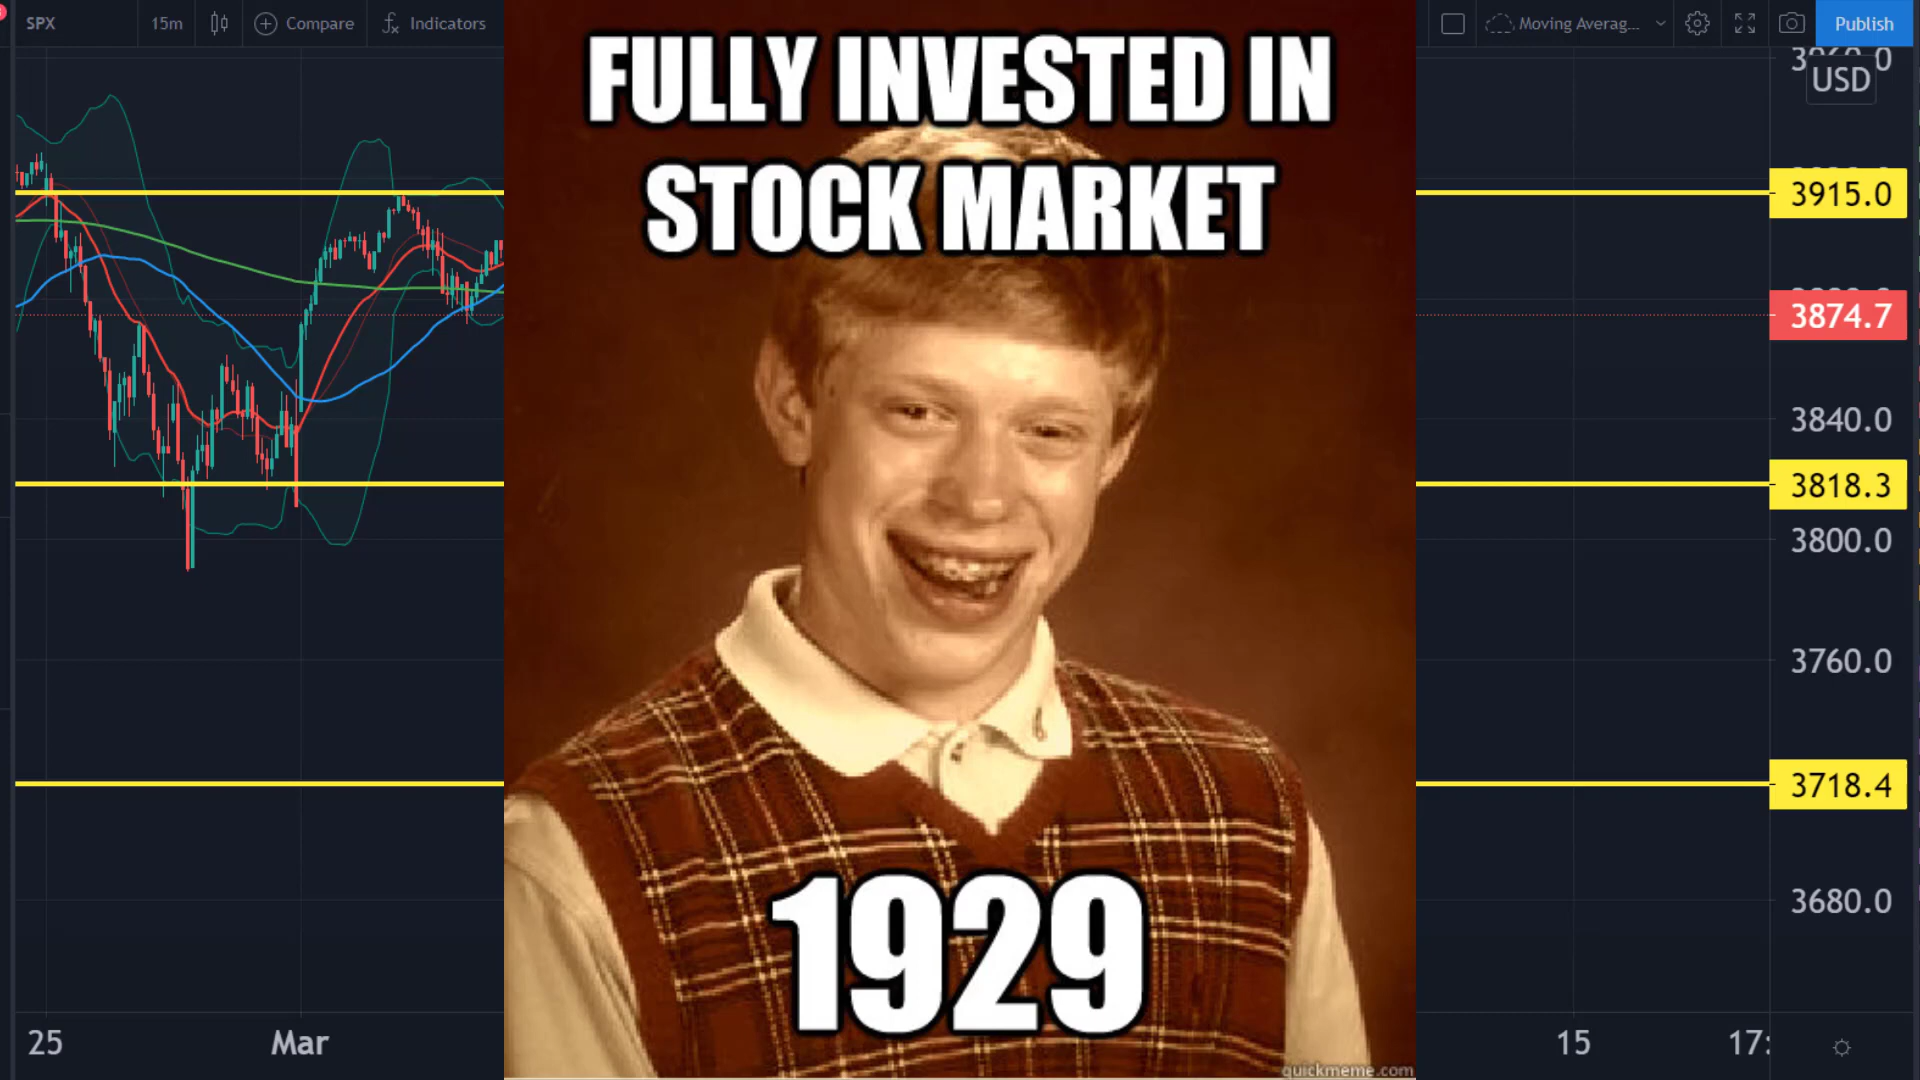 SPX
15m
Compare
Indicators
Moving Averag...
Publish
USD
FULLY INVESTED IN
STOCK MARKET
1929
3915.0
3874.7
3840.0
3818.3
3800.0
3760.0
3718.4
3680.0
25
Mar
15
17:
quickmeme.com